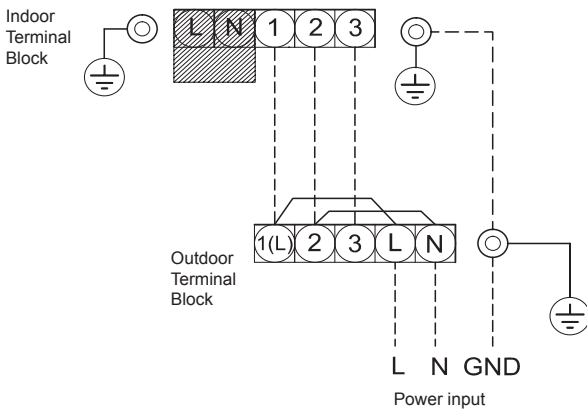 Indoor
Terminal
Block
L N 1 2 3
1(L) 2 3 L N
Outdoor
Terminal
Block
L N GND
Power input